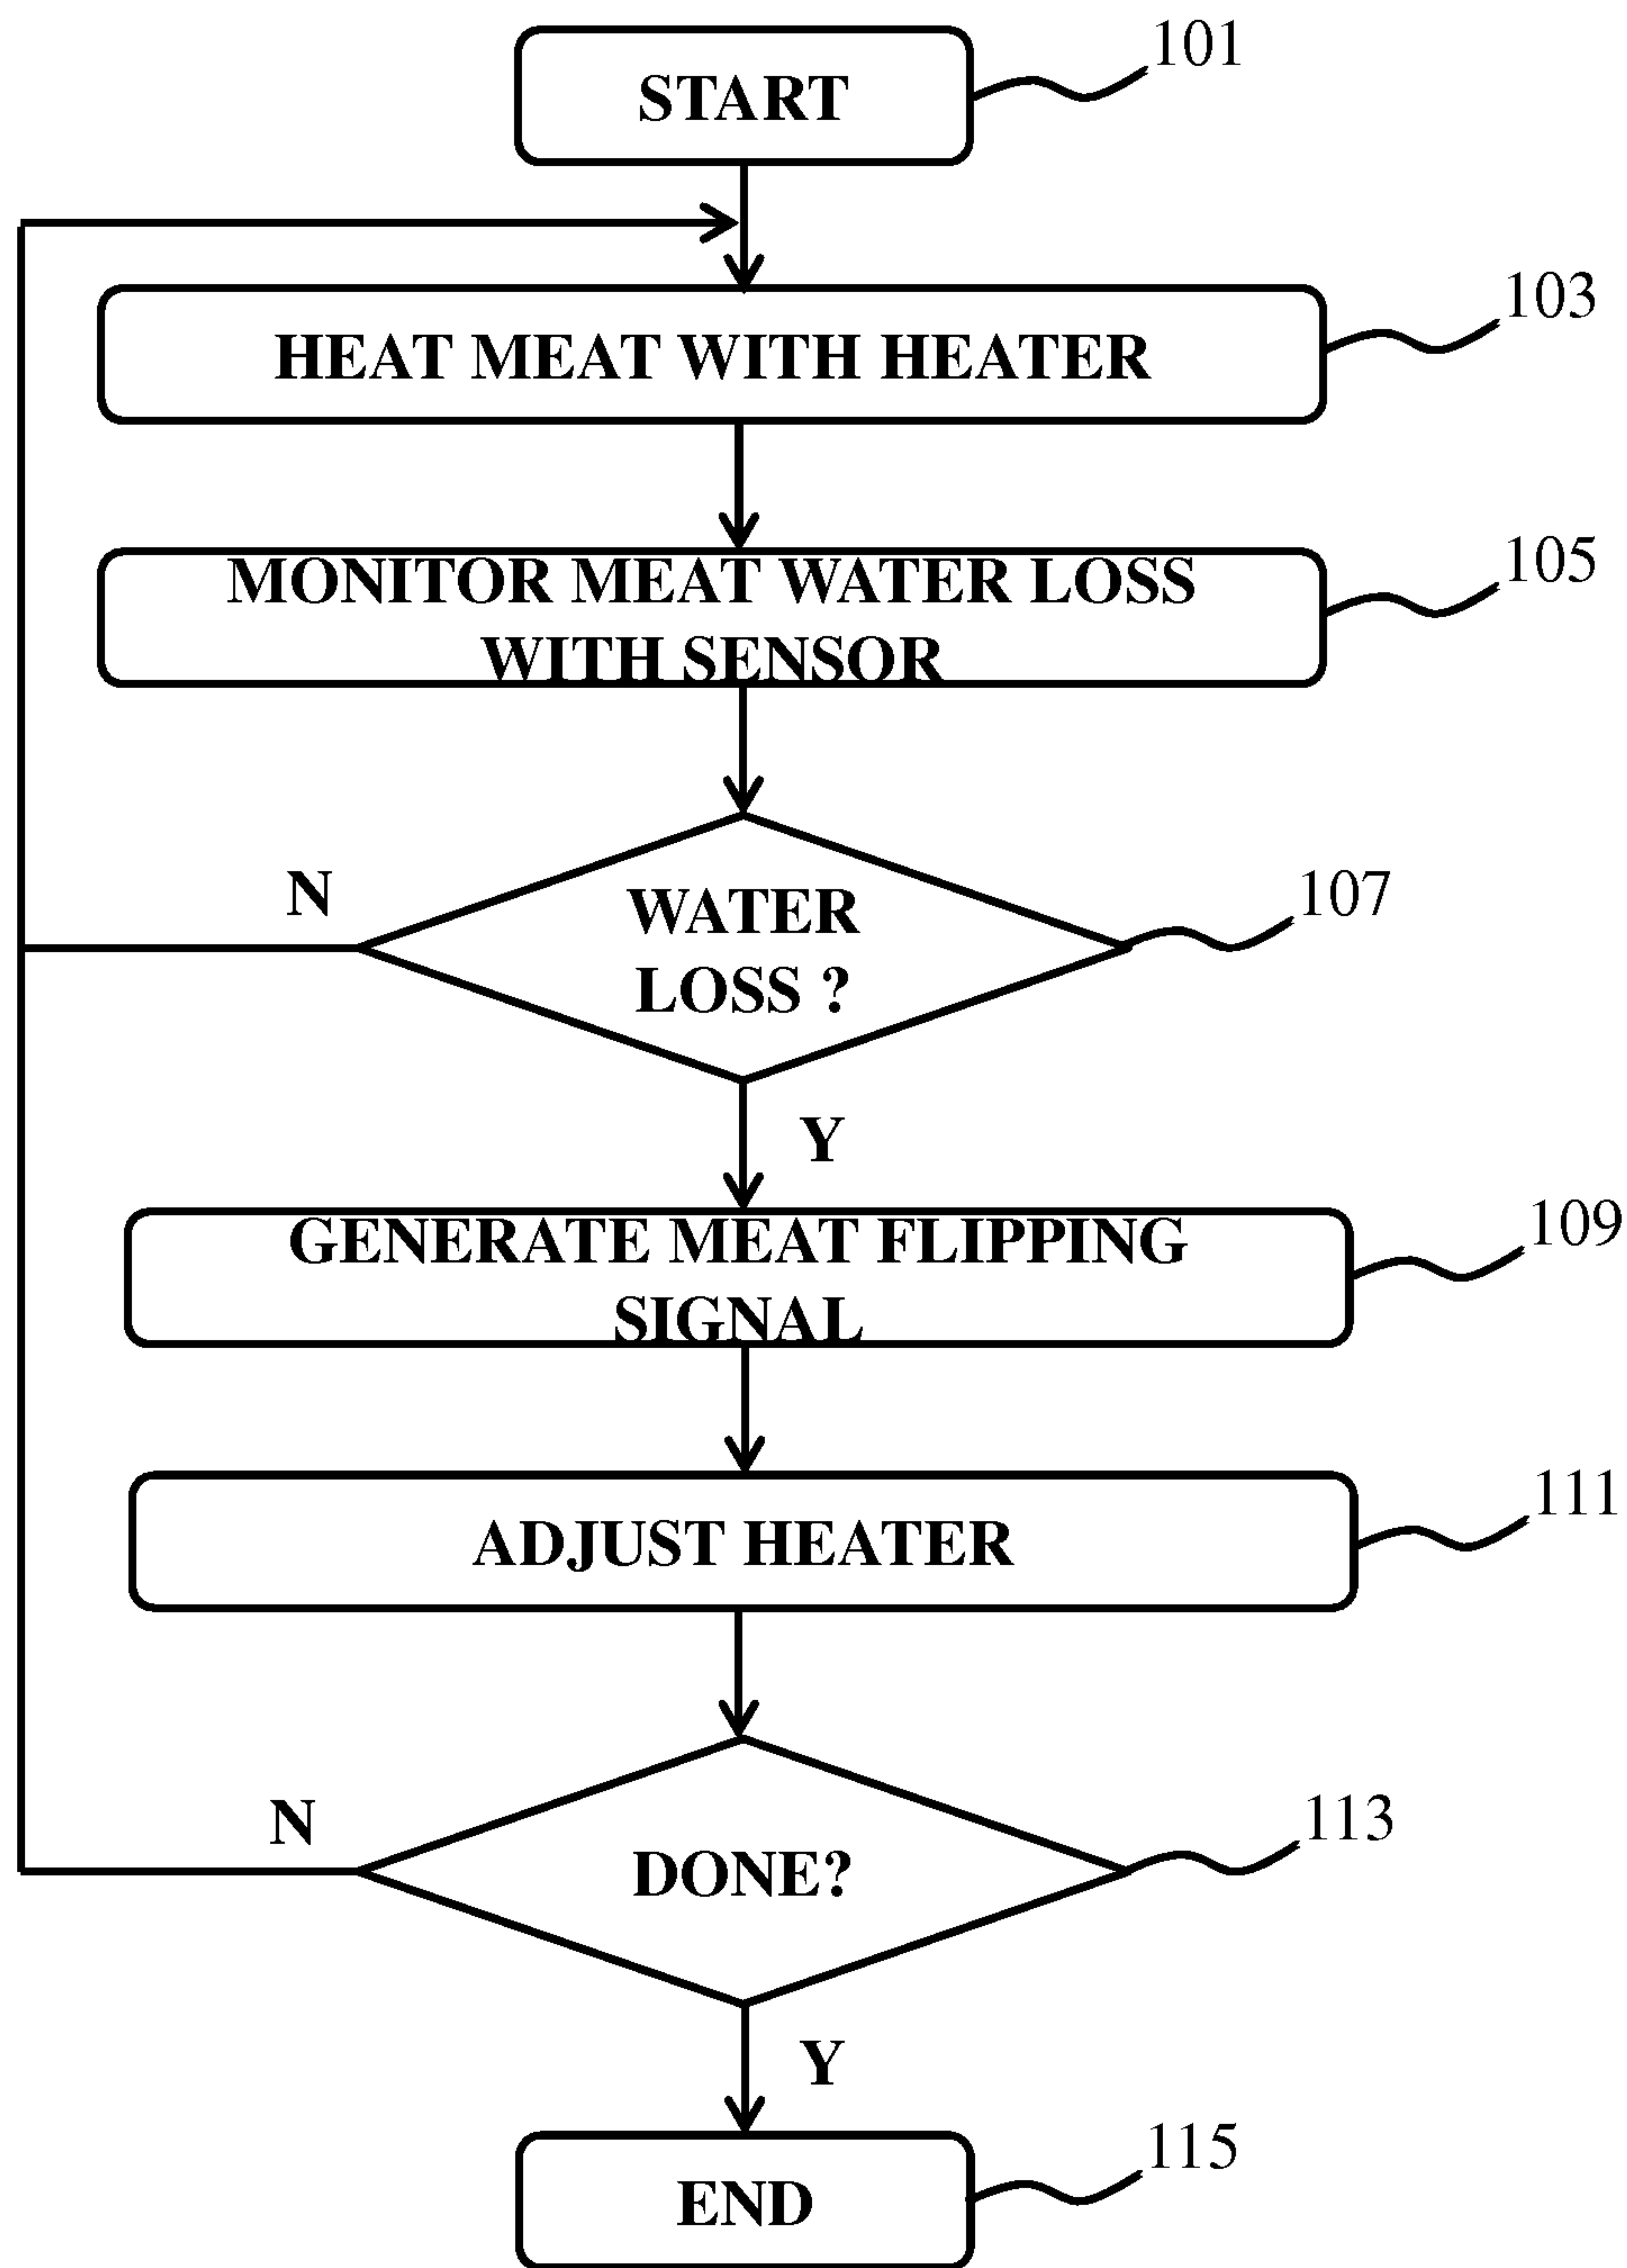 START
101
HEAT MEAT WITH HEATER
103
MONITOR MEAT WATER LOSS
WITH SENSOR
105
N
WATER
LOSS ?
107
Y
GENERATE MEAT FLIPPING
SIGNAL
109
ADJUST HEATER
111
N
DONE?
113
Y
END
115